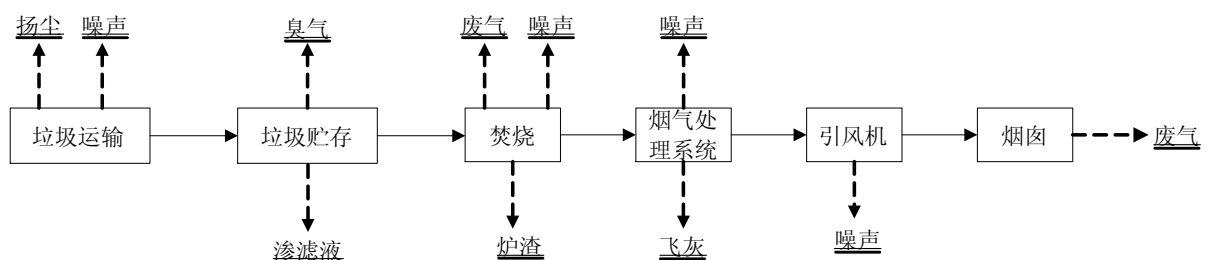 扬尘 噪声 臭气 废气 噪声 噪声
垃圾运输 垃圾贮存 焚烧 烟气处
理系统 引风机 烟囱 废气
渗滤液 炉渣 飞灰 噪声